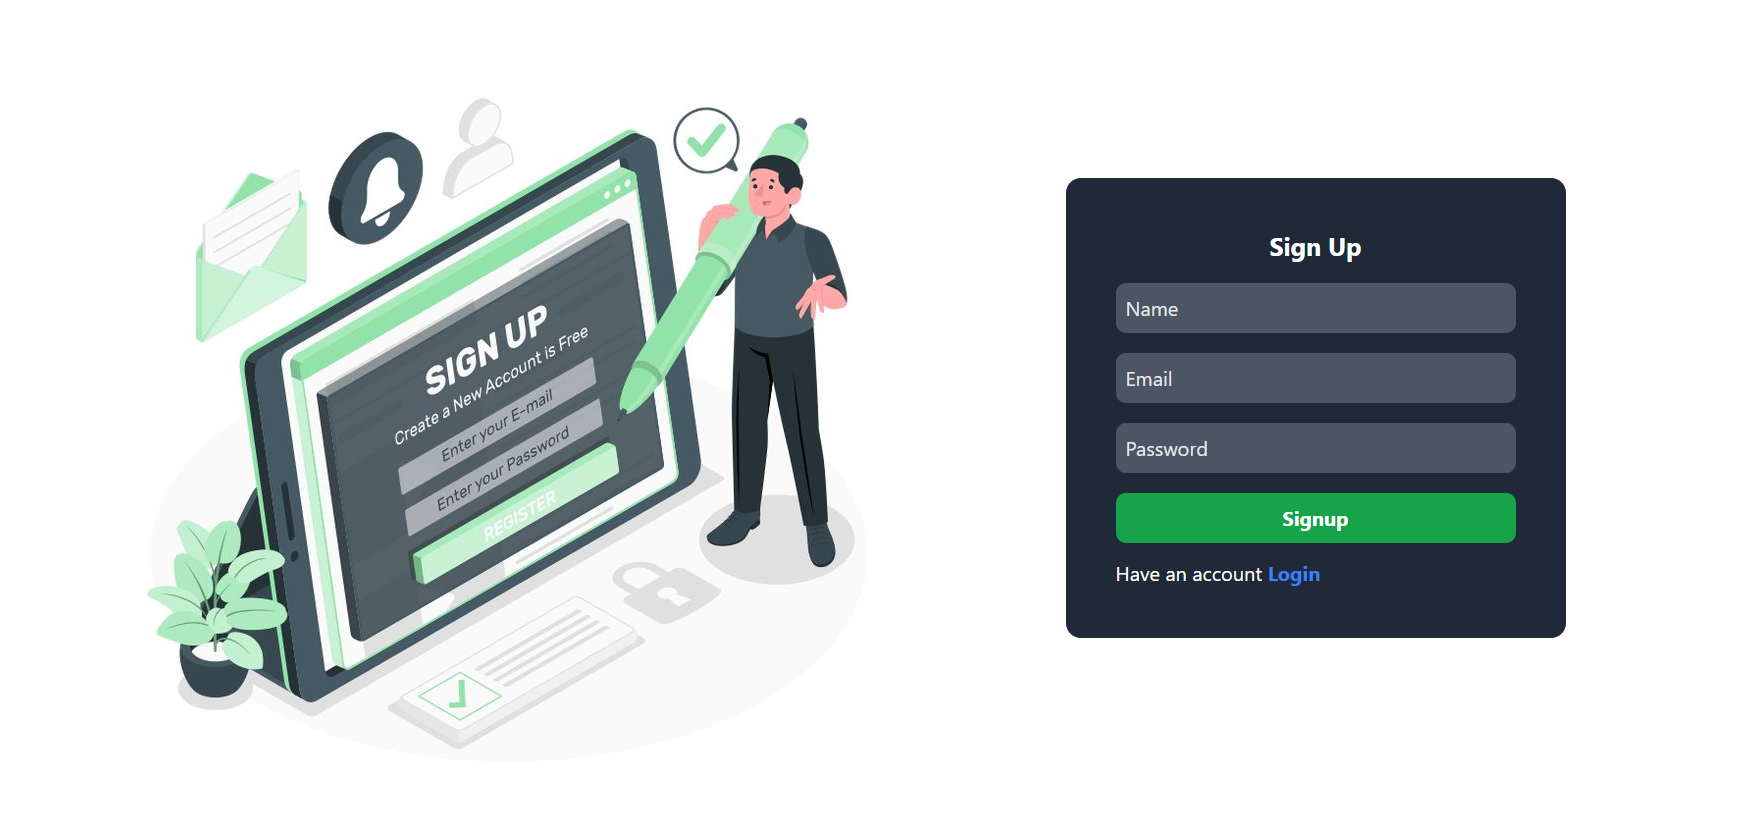 SIGN UP
Create a New Account is Free
Enter your E-mail
Enter your Password
REGISTER
Sign Up
Name
Email
Password
Signup
Have an account Login